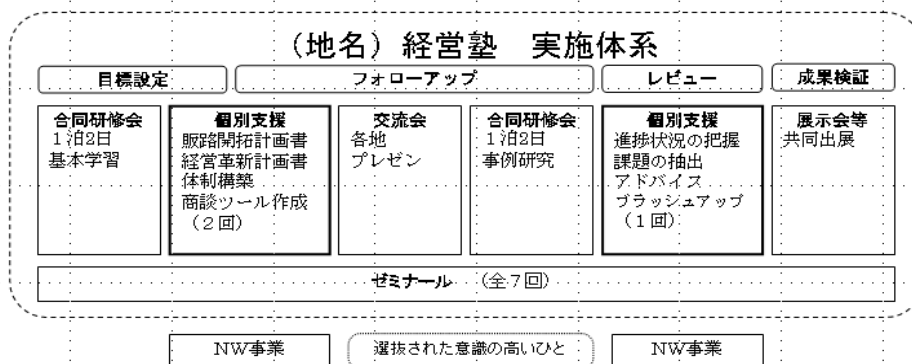 （地名）経営塾　実施体系
目標設定
フォローアップ
レビュー
成果検証
合同研修会
１泊2日
基本学習
個別支援
販路開拓計画書
経営革新計画書
体制構築
商談ツール作成
（２回）
交流会
各地
プレゼン
合同研修会
１泊2日
事例研究
個別支援
進捗状況の把握
課題の抽出
アドバイス
ブラッシュアップ
（１回）
展示会等
共同出展
ゼミナール　（全７回）
NW事業
選抜された意識の高いひと
NW事業